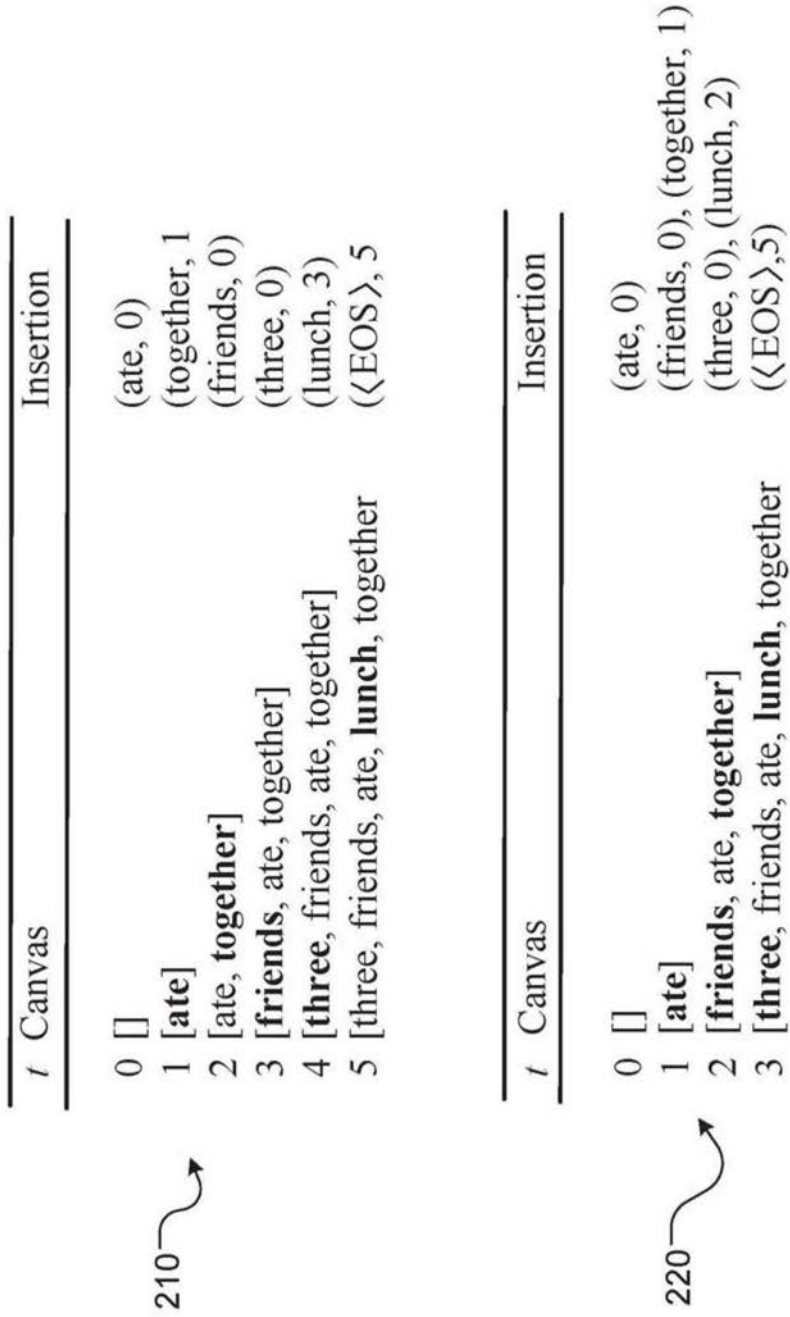 t Canvas Insertion
0 [] (ate, 0)
1 [ate] (together, 1
2 [ate, together] (friends, 0)
3 [friends, ate, together] (three, 0)
4 [three, friends, ate, together] (lunch, 3)
5 [three, friends, ate, lunch, together (⟨EOS⟩, 5
210
t Canvas Insertion
0 [] (ate, 0)
1 [ate] (friends, 0), (together, 1)
2 [friends, ate, together] (three, 0), (lunch, 2)
3 [three, friends, ate, lunch, together (⟨EOS⟩,5)
220